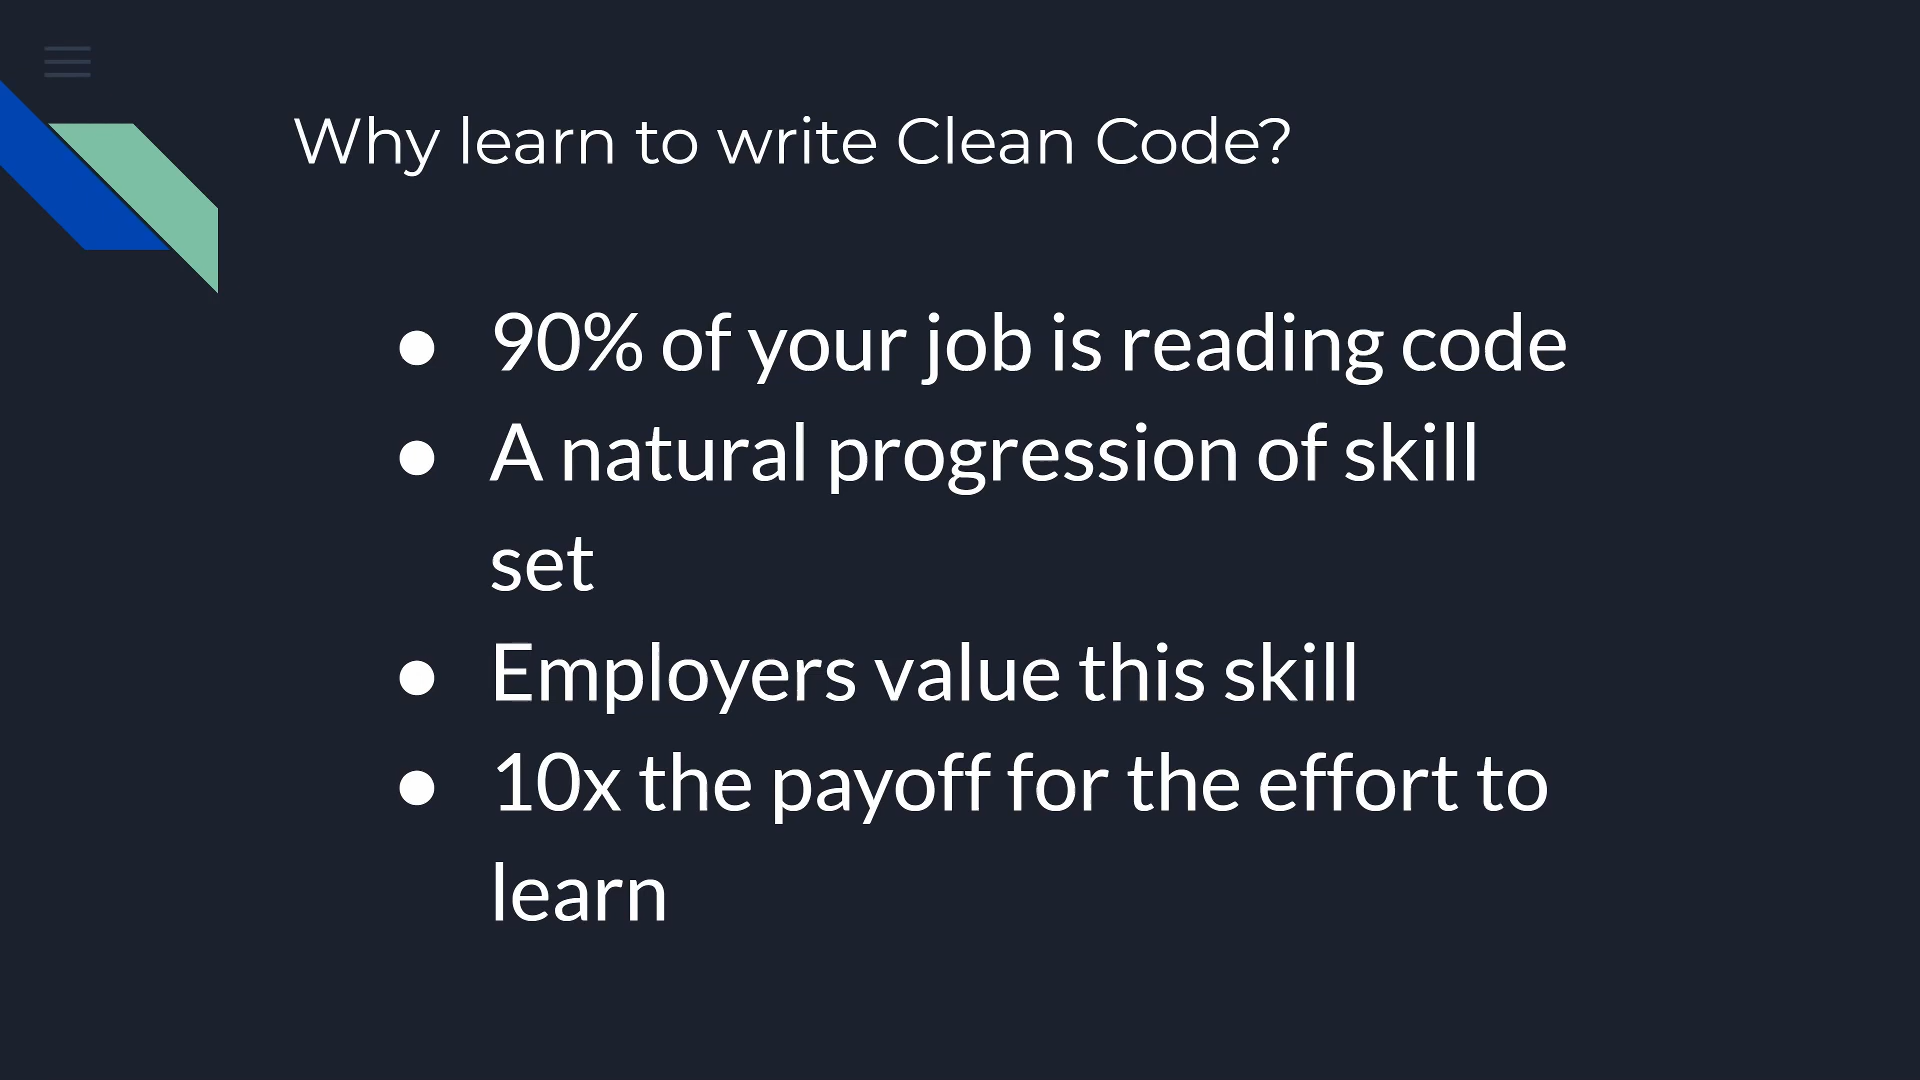 Why learn to write Clean Code?
● 90% of your job is reading code
● A natural progression of skill
set
● Employers value this skill
● 10x the payoff for the effort to
learn